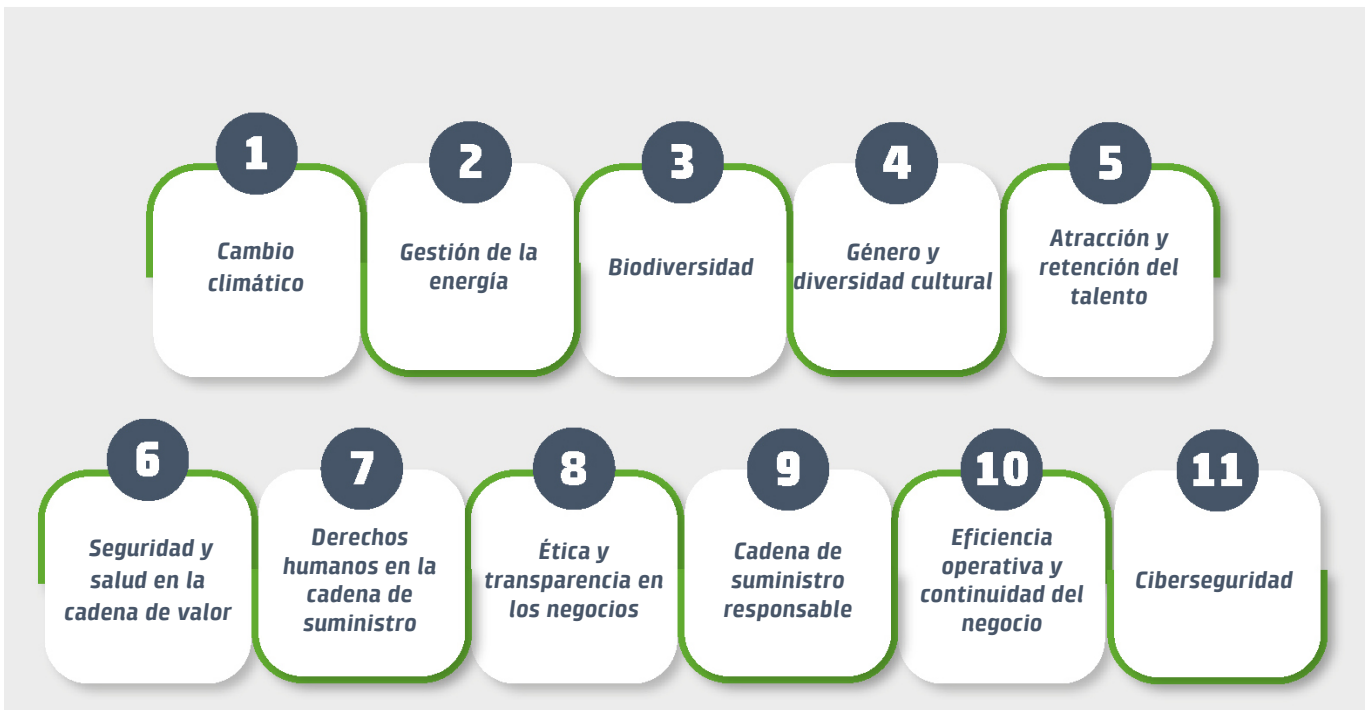 1
Cambio
climático
2
Gestión de la
energía
3
Biodiversidad
4
Género y
diversidad cultural
5
Atracción y
retención del
talento
6
Seguridad y
salud en la
cadena de valor
7
Derechos
humanos en la
cadena de
suministro
8
Ética y
transparencia en
los negocios
9
Cadena de
suministro
responsable
10
Eficiencia
operativa y
continuidad del
negocio
11
Ciberseguridad